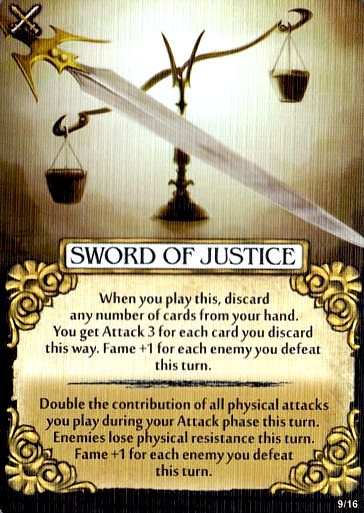 SWORD OF JUSTICE
When you play this, discard
any number of cards from your hand.
You get Attack 3 for each card you discard
this way. Fame +1 for each enemy you defeat
this turn.
Double the contribution of all physical attacks
you play during your Attack phase this turn.
Enemies lose physical resistance this turn.
Fame +1 for each enemy you defeat
this turn.
9/16